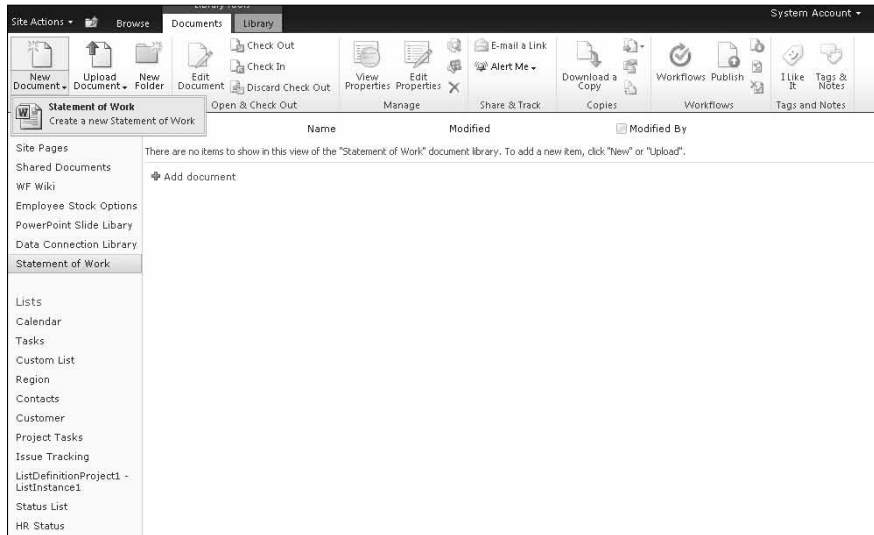 Library Tools
System Account
Site Actions Browse Documents Library
New Document
Upload Document
New Folder
Edit Document
Check Out
Check In
Discard Check Out
View Properties
Edit Properties
E-mail a Link
Alert Me
Download a Copy
Workflows
Publish
I Like It
Tags & Notes
Open & Check Out
Manage
Share & Track
Copies
Workflows
Tags and Notes
Statement of Work
Create a new Statement of Work
Name Modified Modified By
There are no items to show in this view of the "Statement of Work" document library. To add a new item, click "New" or "Upload".
Add document
Site Pages
Shared Documents
WF Wiki
Employee Stock Options
PowerPoint Slide Libary
Data Connection Library
Statement of Work
Lists
Calendar
Tasks
Custom List
Region
Contacts
Customer
Project Tasks
Issue Tracking
ListDefinitionProject1 -
ListInstance1
Status List
HR Status